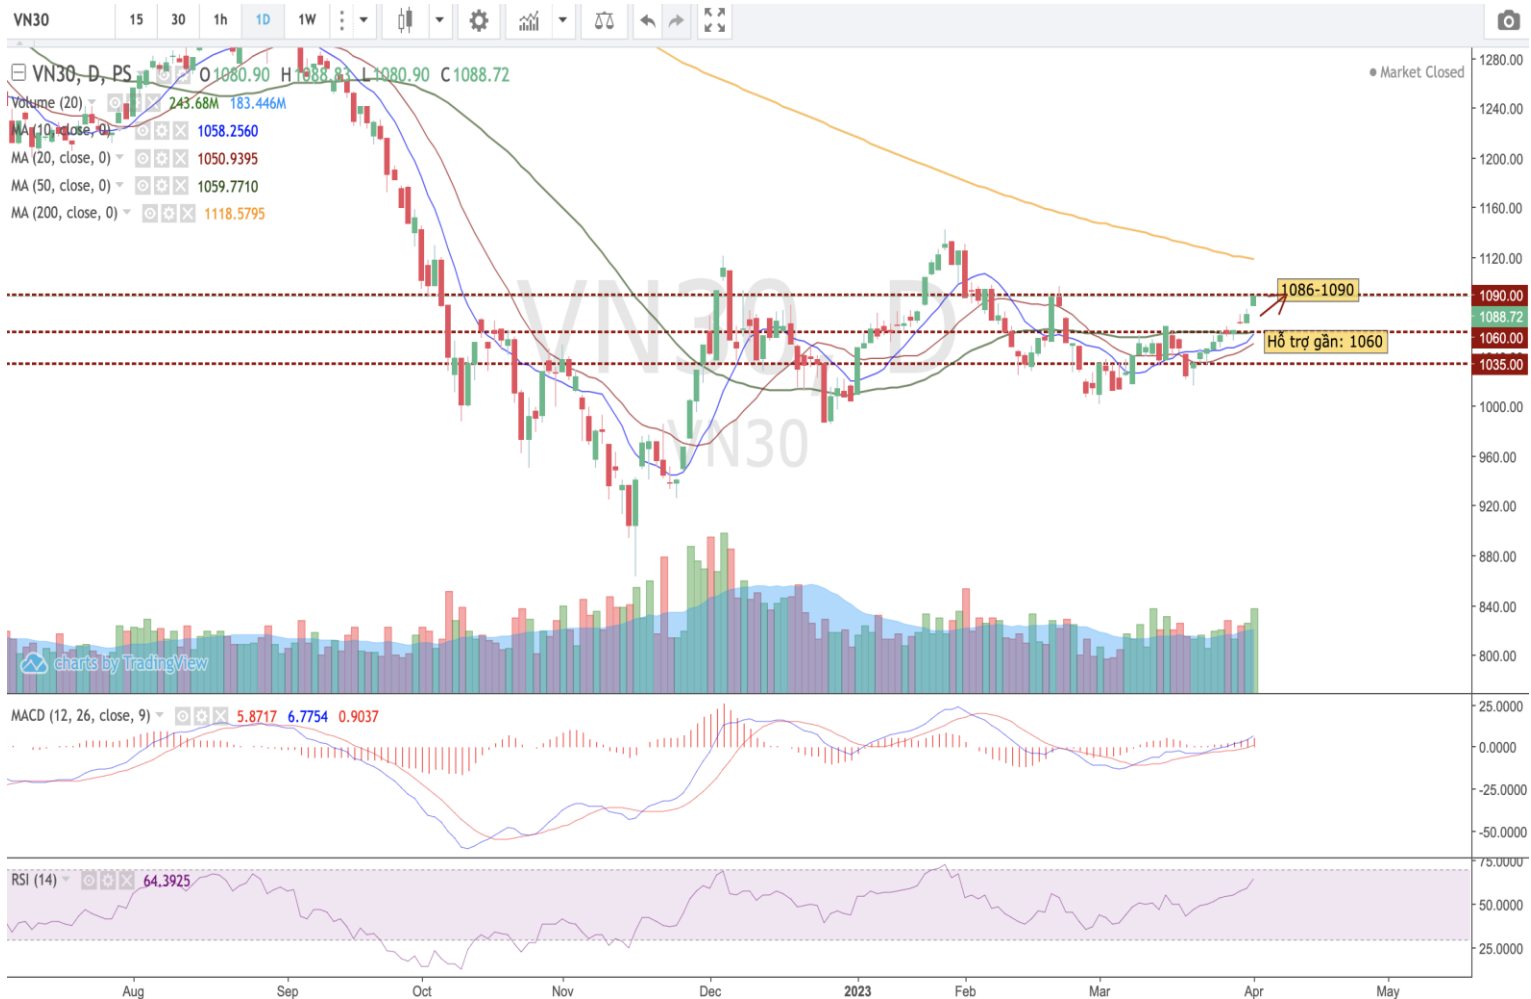 VN30 15 30 1h 1D 1W
VN30, D, PS O1080.90 H1088.83 L1080.90 C1088.72
Market Closed
Volume (20) 243.68M 183.446M
MA (10, close, 0) 1058.2560
MA (20, close, 0) 1050.9395
MA (50, close, 0) 1059.7710
MA (200, close, 0) 1118.5795
VN30, D
VN30
1086-1090
Hỗ trợ gần: 1060
1280.00
1240.00
1200.00
1160.00
1120.00
1090.00
1088.72
1060.00
1035.00
1000.00
960.00
920.00
880.00
840.00
800.00
charts by TradingView
MACD (12, 26, close, 9) 5.8717 6.7754 0.9037
25.0000
0.0000
-25.0000
-50.0000
RSI (14) 64.3925
75.0000
50.0000
25.0000
Aug Sep Oct Nov Dec 2023 Feb Mar Apr May